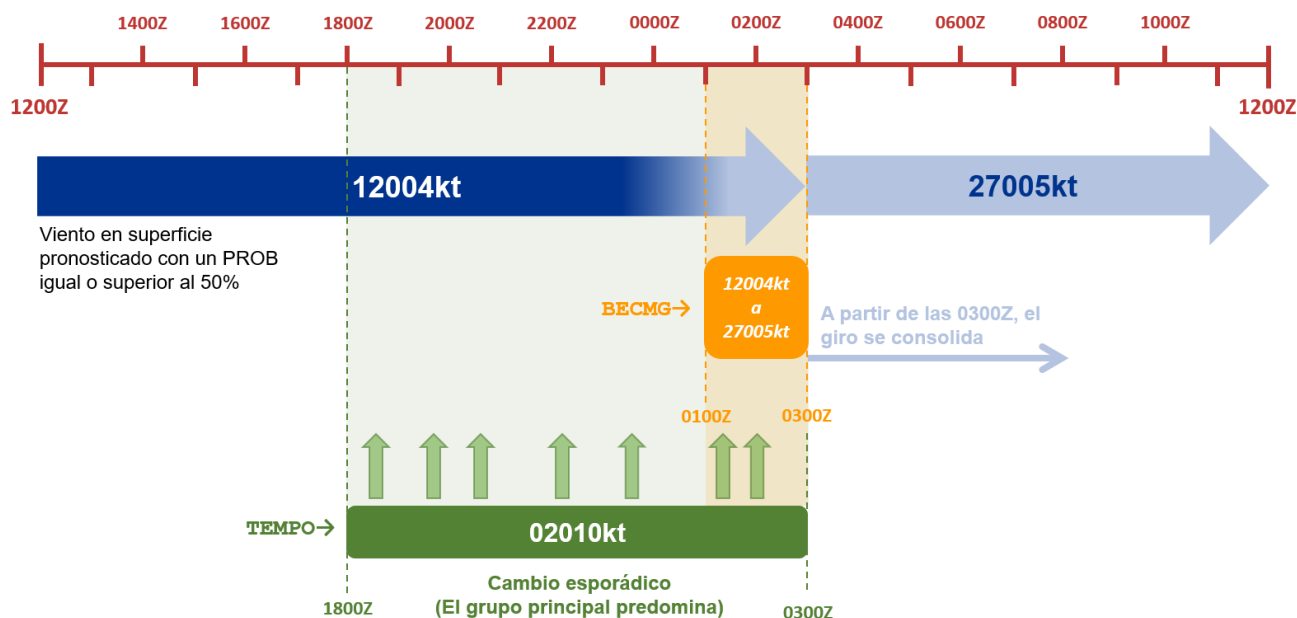 1400Z 1600Z 1800Z 2000Z 2200Z 0000Z 0200Z 0400Z 0600Z 0800Z 1000Z
1200Z 1200Z
12004kt 27005kt
Viento en superficie
pronosticado con un PROB
igual o superior al 50%
BECMG→
12004kt
a
27005kt
A partir de las 0300Z, el
giro se consolida
0100Z 0300Z
TEMPO→ 02010kt
Cambio esporádico
(El grupo principal predomina)
1800Z 0300Z